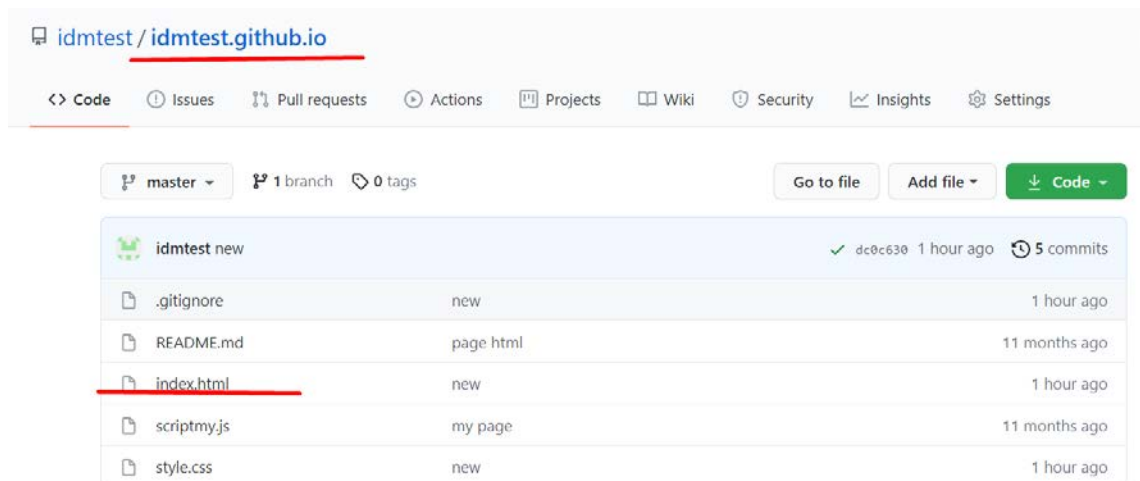 idmtest / idmtest.github.io
<> Code Issues Pull requests Actions Projects Wiki Security Insights Settings
master 1 branch 0 tags Go to file Add file Code
idmtest new dc0c630 1 hour ago 5 commits
.gitignore new 1 hour ago
README.md page html 11 months ago
index.html new 1 hour ago
scriptmy.js my page 11 months ago
style.css new 1 hour ago